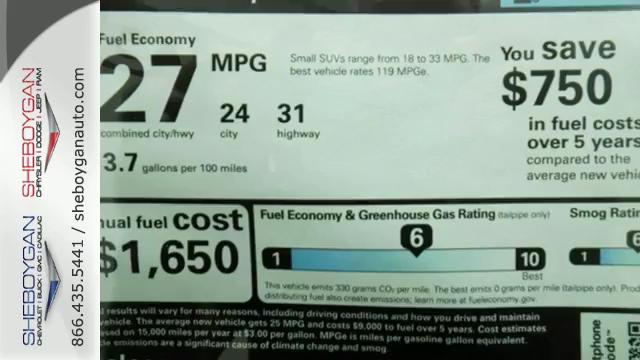 SHEBOYGAN
CHRYSLER | DODGE | JEEP | RAM
SHEBOYGAN
CHEVROLET | BUICK | GMC | CADILLAC
866.435.5441 / sheboyganauto.com
Fuel Economy
27 MPG
combined city/hwy
24 city
31 highway
3.7 gallons per 100 miles
Small SUVs range from 18 to 33 MPG. The
best vehicle rates 119 MPGe.
You save
$750
in fuel costs
over 5 years
compared to the
average new
fuel cost
$1,650
Fuel Economy & Greenhouse Gas Rating (tailpipe only)
6
1
10
Best
This vehicle emits 330 grams CO2 per mile. The best emits 0 grams per mile (tailpipe only).
distributing fuel also create emissions; learn more at fueleconomy.gov.
Smog
1
6
results will vary for many reasons, including driving conditions and how you drive and maintain
vehicle. The average new vehicle gets 25 MPG and costs $9,000 to fuel over 5 years. Cost estimates
on 15,000 miles per year at $3.00 per gallon. MPGe is miles per gasoline gallon equivalent.
emissions are a significant cause of climate change and smog.